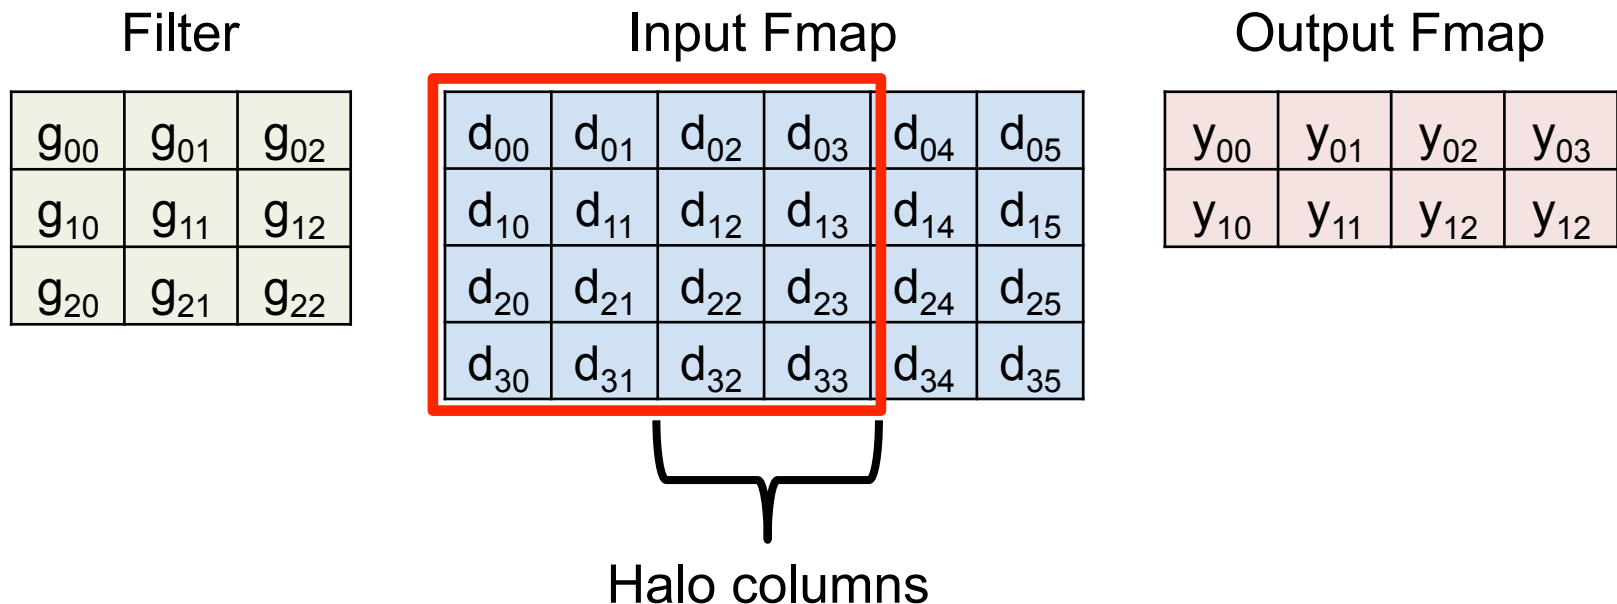 Filter Input Fmap Output Fmap
g00 g01 g02 d00 d01 d02 d03 d04 d05 y00 y01 y02 y03
g10 g11 g12 d10 d11 d12 d13 d14 d15 y10 y11 y12 y12
g20 g21 g22 d20 d21 d22 d23 d24 d25
d30 d31 d32 d33 d34 d35
Halo columns